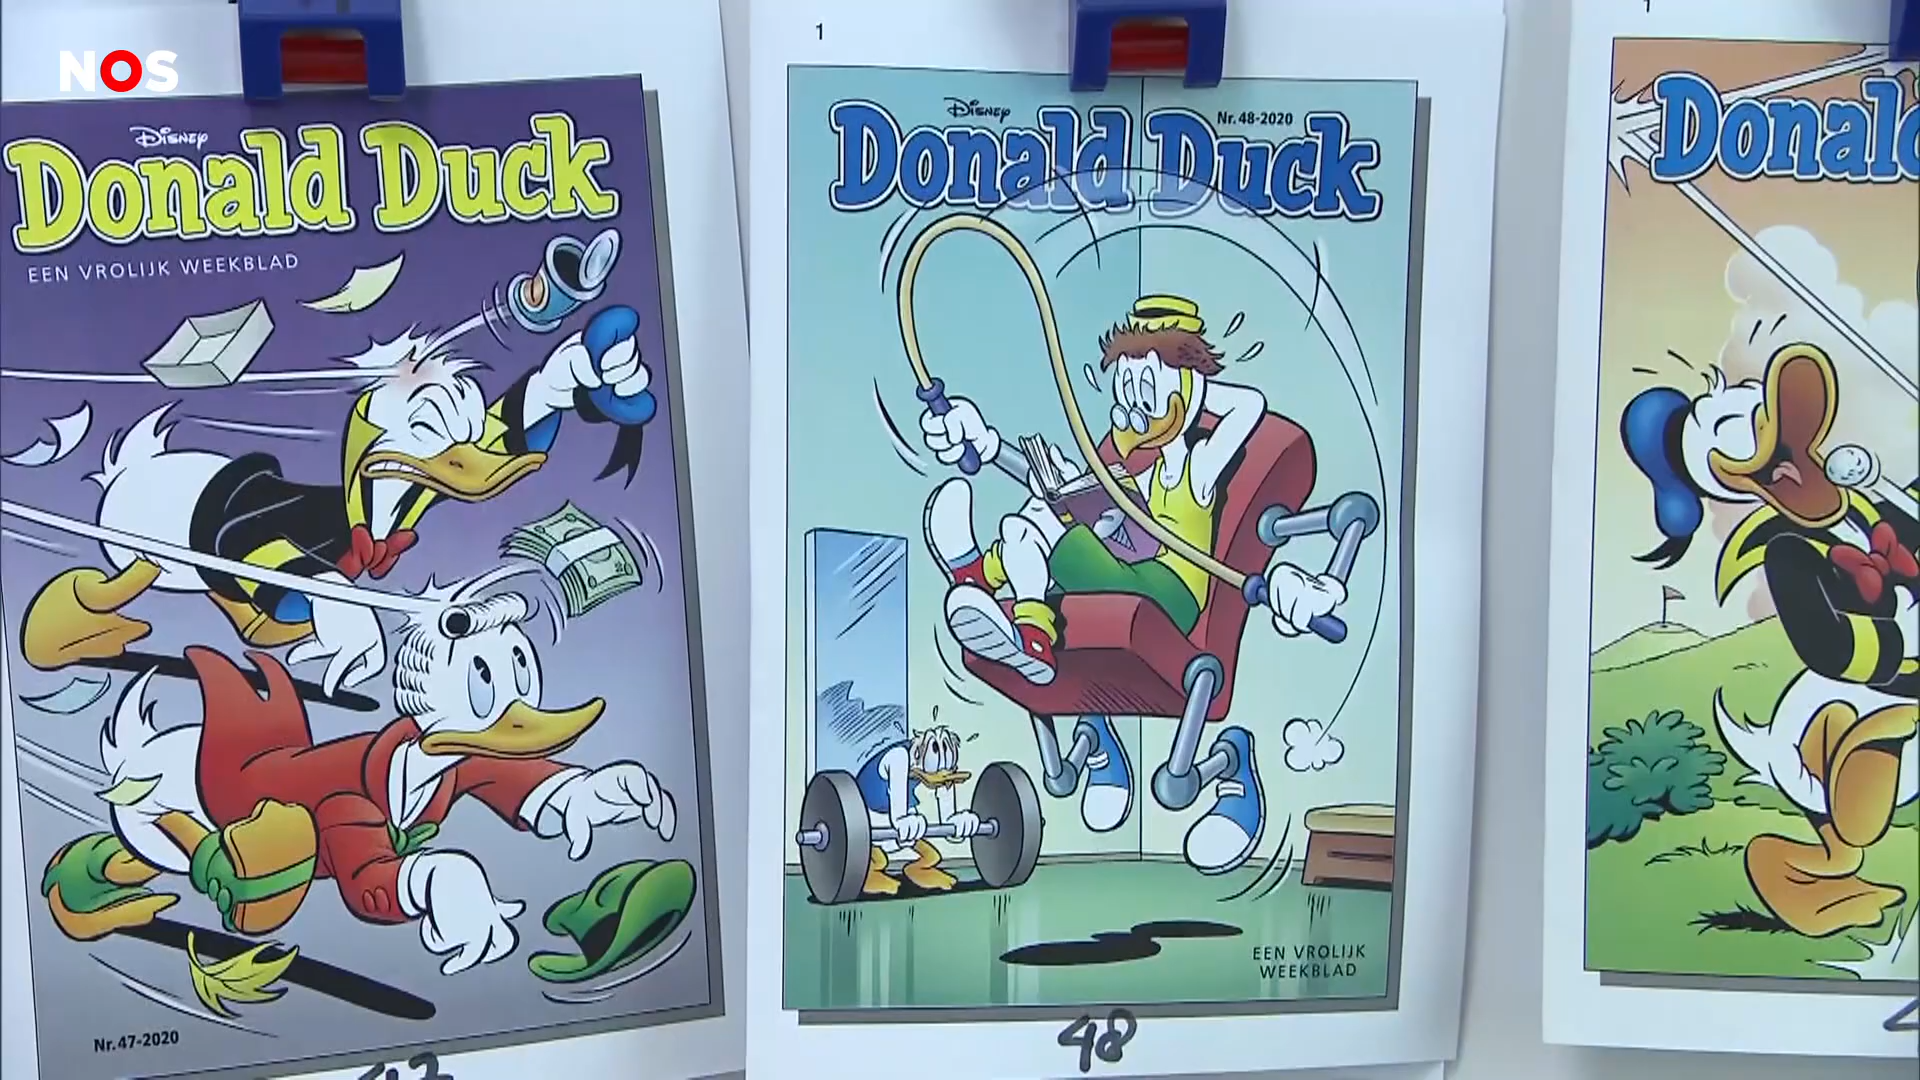 NOS
Disney
Donald Duck
EEN VROLIJK WEEKBLAD
Nr. 47-2020
1
Disney
Nr. 48-2020
Donald Duck
EEN VROLIJK
WEEKBLAD
48
1
Donald